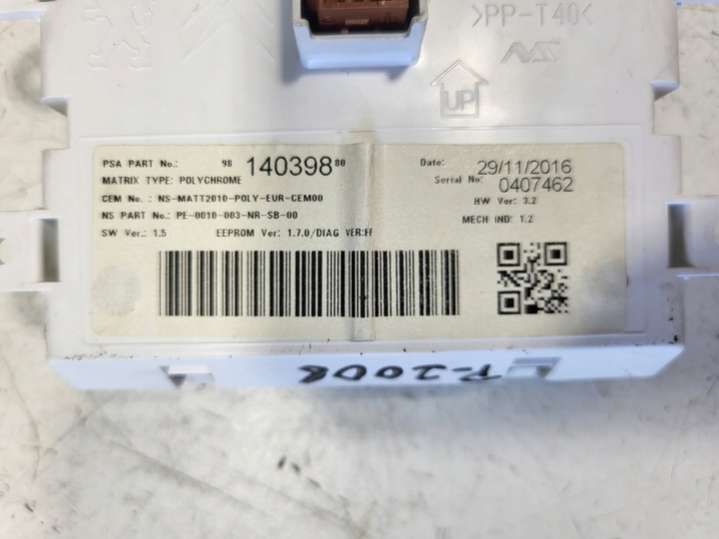 >PP-T40<
NS
UP
PSA PART No.: 98 140398 80
MATRIX TYPE: POLYCHROME
CEM No.: NS-MATT2010-POLY-EUR-CEM00
NS PART No.: PE-0010-003-NR-SB-00
SW Ver.: 1.5 EEPROM Ver: 1.7.0/DIAG VER:FF
Date: 29/11/2016
Serial No: 0407462
HW Ver: 3.2
MECH IND: 1.2
P-2008